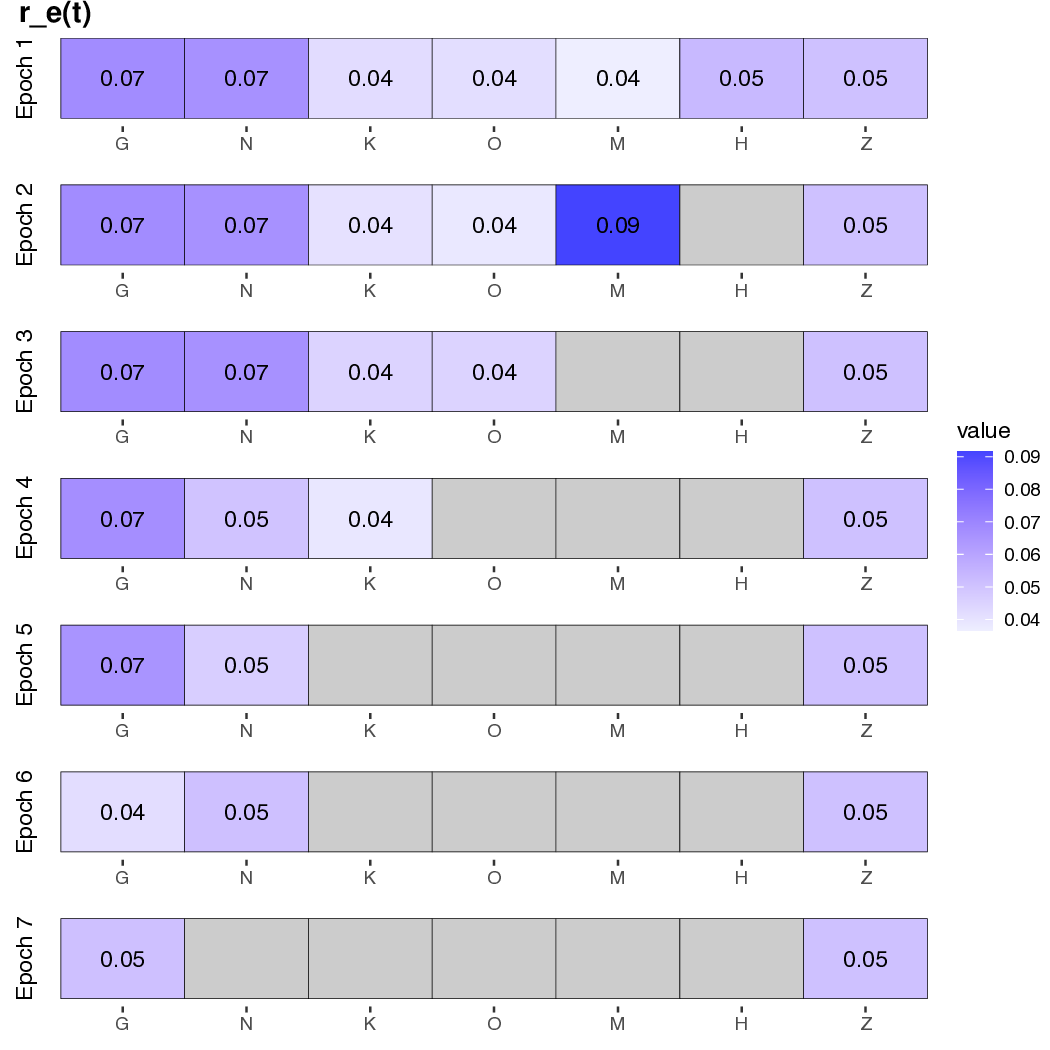 r_e(t)
Epoch 1
0.07 0.07 0.04 0.04 0.04 0.05 0.05
G N K O M H Z
Epoch 2
0.07 0.07 0.04 0.04 0.09 0.05
G N K O M H Z
Epoch 3
0.07 0.07 0.04 0.04 0.05
G N K O M H Z
Epoch 4
0.07 0.05 0.04 0.05
G N K O M H Z
Epoch 5
0.07 0.05 0.05
G N K O M H Z
Epoch 6
0.04 0.05 0.05
G N K O M H Z
Epoch 7
0.05 0.05
G N K O M H Z
value
0.09
0.08
0.07
0.06
0.05
0.04